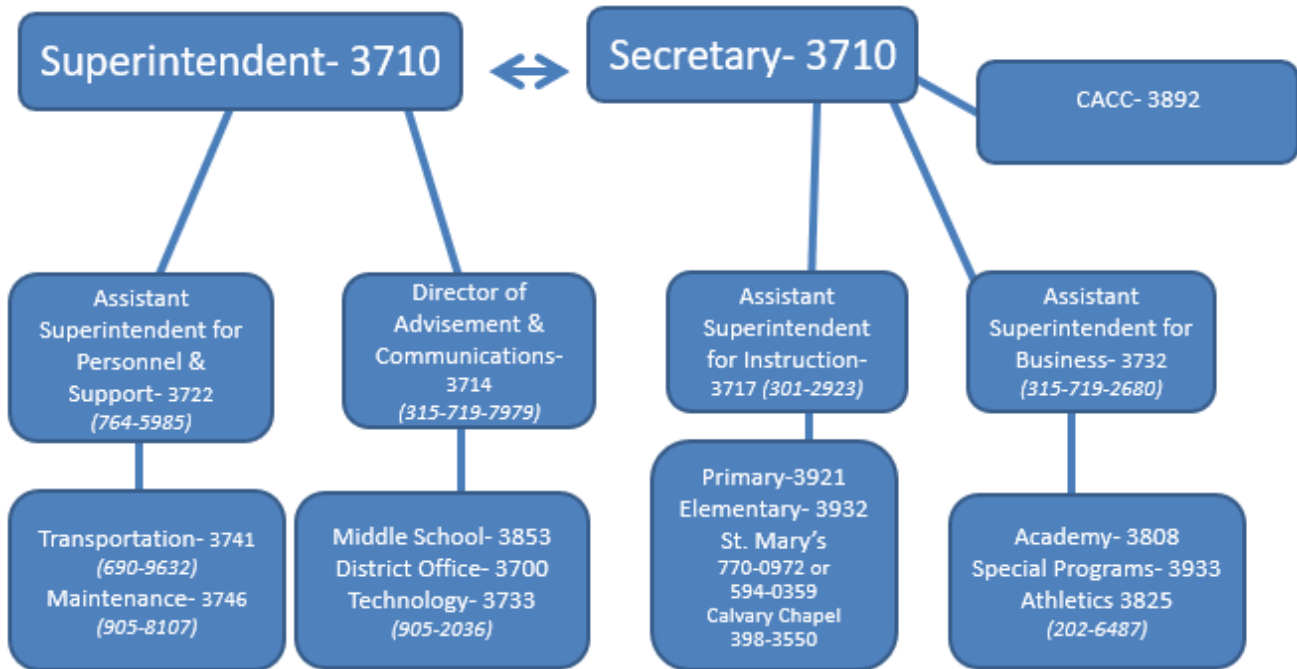 Superintendent- 3710
Secretary- 3710
CACC- 3892
Assistant
Superintendent for
Personnel &
Support- 3722
(764-5985)
Director of
Advisement &
Communications-
3714
(315-719-7979)
Assistant
Superintendent
for Instruction-
3717 (301-2923)
Assistant
Superintendent for
Business- 3732
(315-719-2680)
Transportation- 3741
(690-9632)
Maintenance- 3746
(905-8107)
Middle School- 3853
District Office- 3700
Technology- 3733
(905-2036)
Primary-3921
Elementary- 3932
St. Mary’s
770-0972 or
594-0359
Calvary Chapel
398-3550
Academy- 3808
Special Programs- 3933
Athletics 3825
(202-6487)